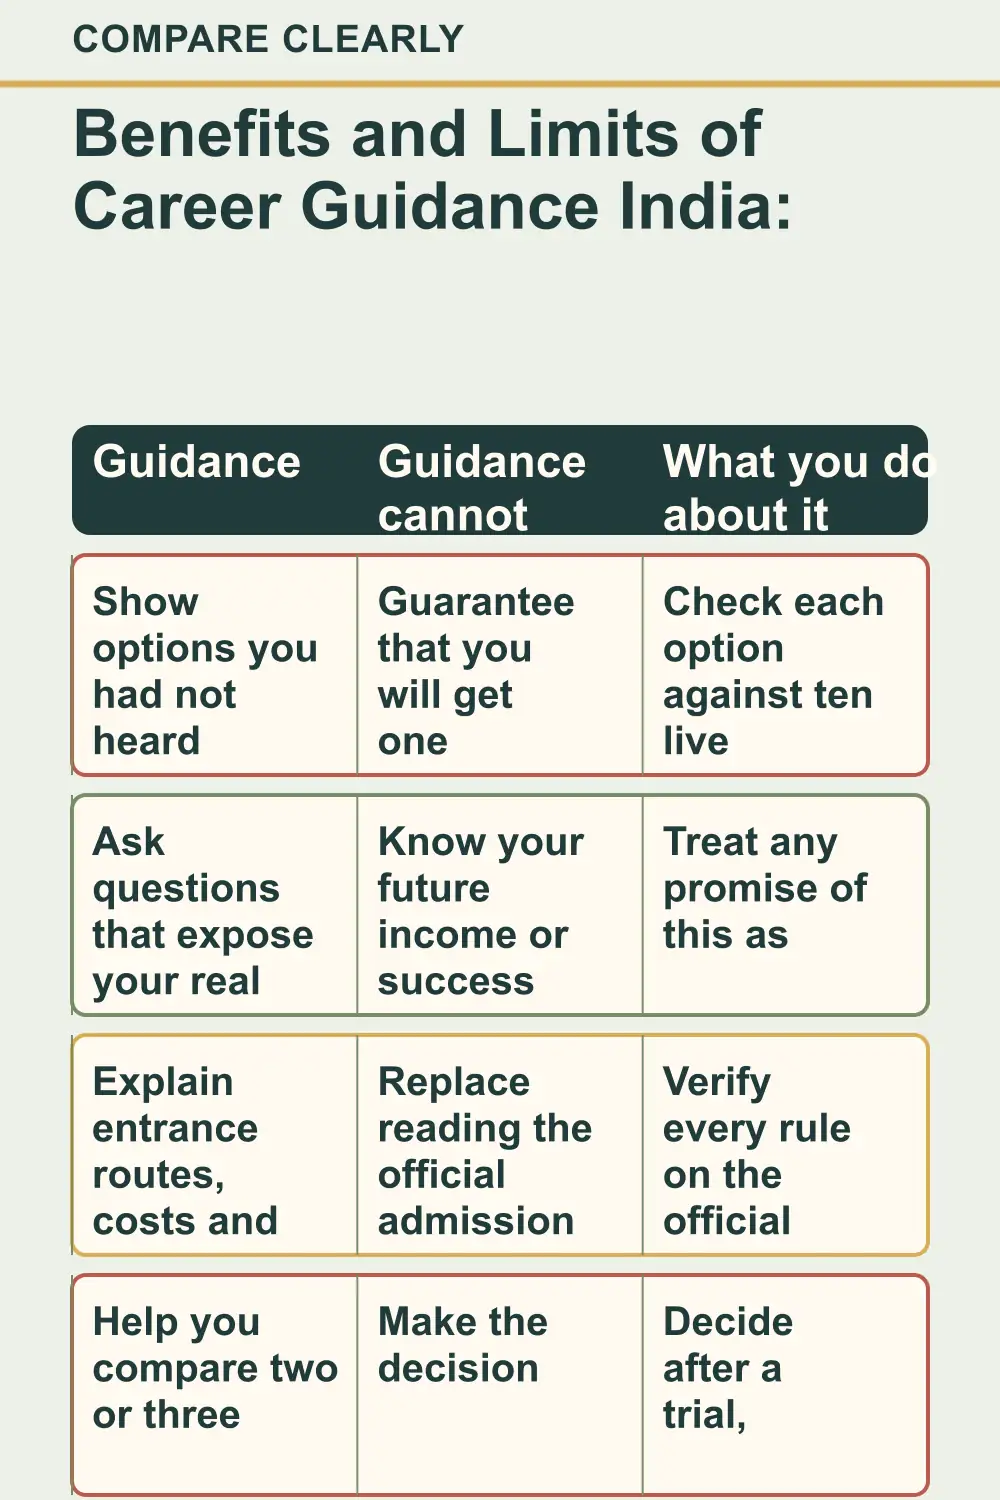 COMPARE CLEARLY
Benefits and Limits of
Career Guidance India:
Guidance
Guidance
cannot
What you do
about it
Show
options you
had not
heard
Guarantee
that you
will get
one
Check each
option
against ten
live
Ask
questions
that expose
your real
Know your
future
income or
success
Treat any
promise of
this as
Explain
entrance
routes,
costs and
Replace
reading the
official
admission
Verify
every rule
on the
official
Help you
compare two
or three
Make the
decision
Decide
after a
trial,